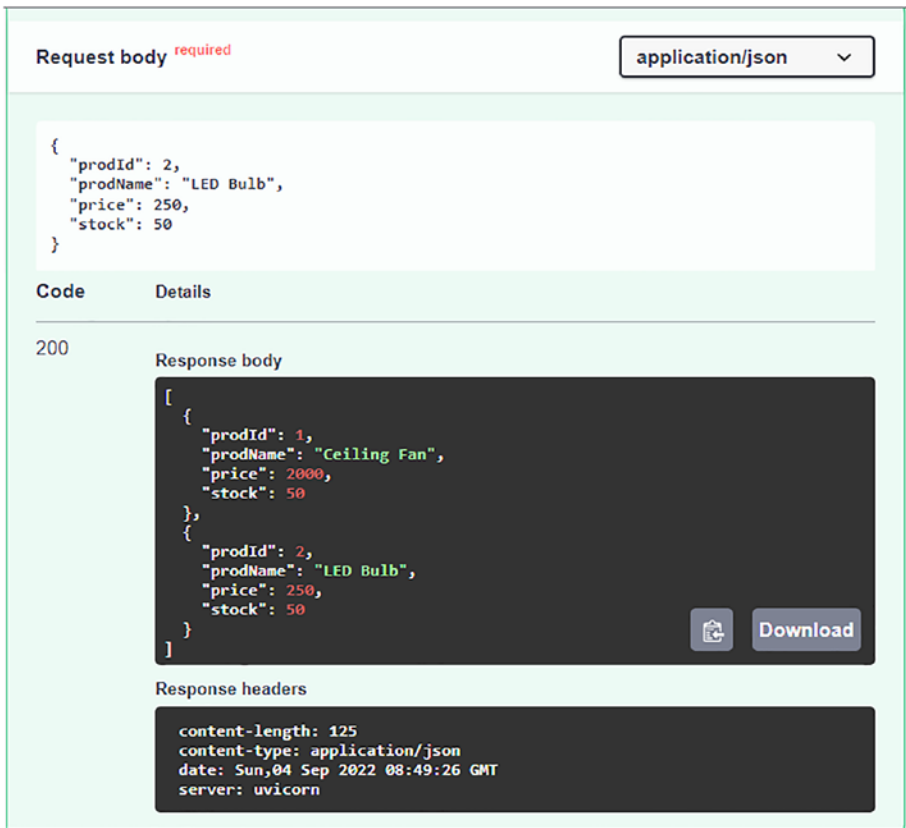 Request body required
application/json
{
"prodId": 2,
"prodName": "LED Bulb",
"price": 250,
"stock": 50
}
Code Details
200
Response body
[
{
"prodId": 1,
"prodName": "Ceiling Fan",
"price": 2000,
"stock": 50
},
{
"prodId": 2,
"prodName": "LED Bulb",
"price": 250,
"stock": 50
}
]
Download
Response headers
content-length: 125
content-type: application/json
date: Sun,04 Sep 2022 08:49:26 GMT
server: uvicorn